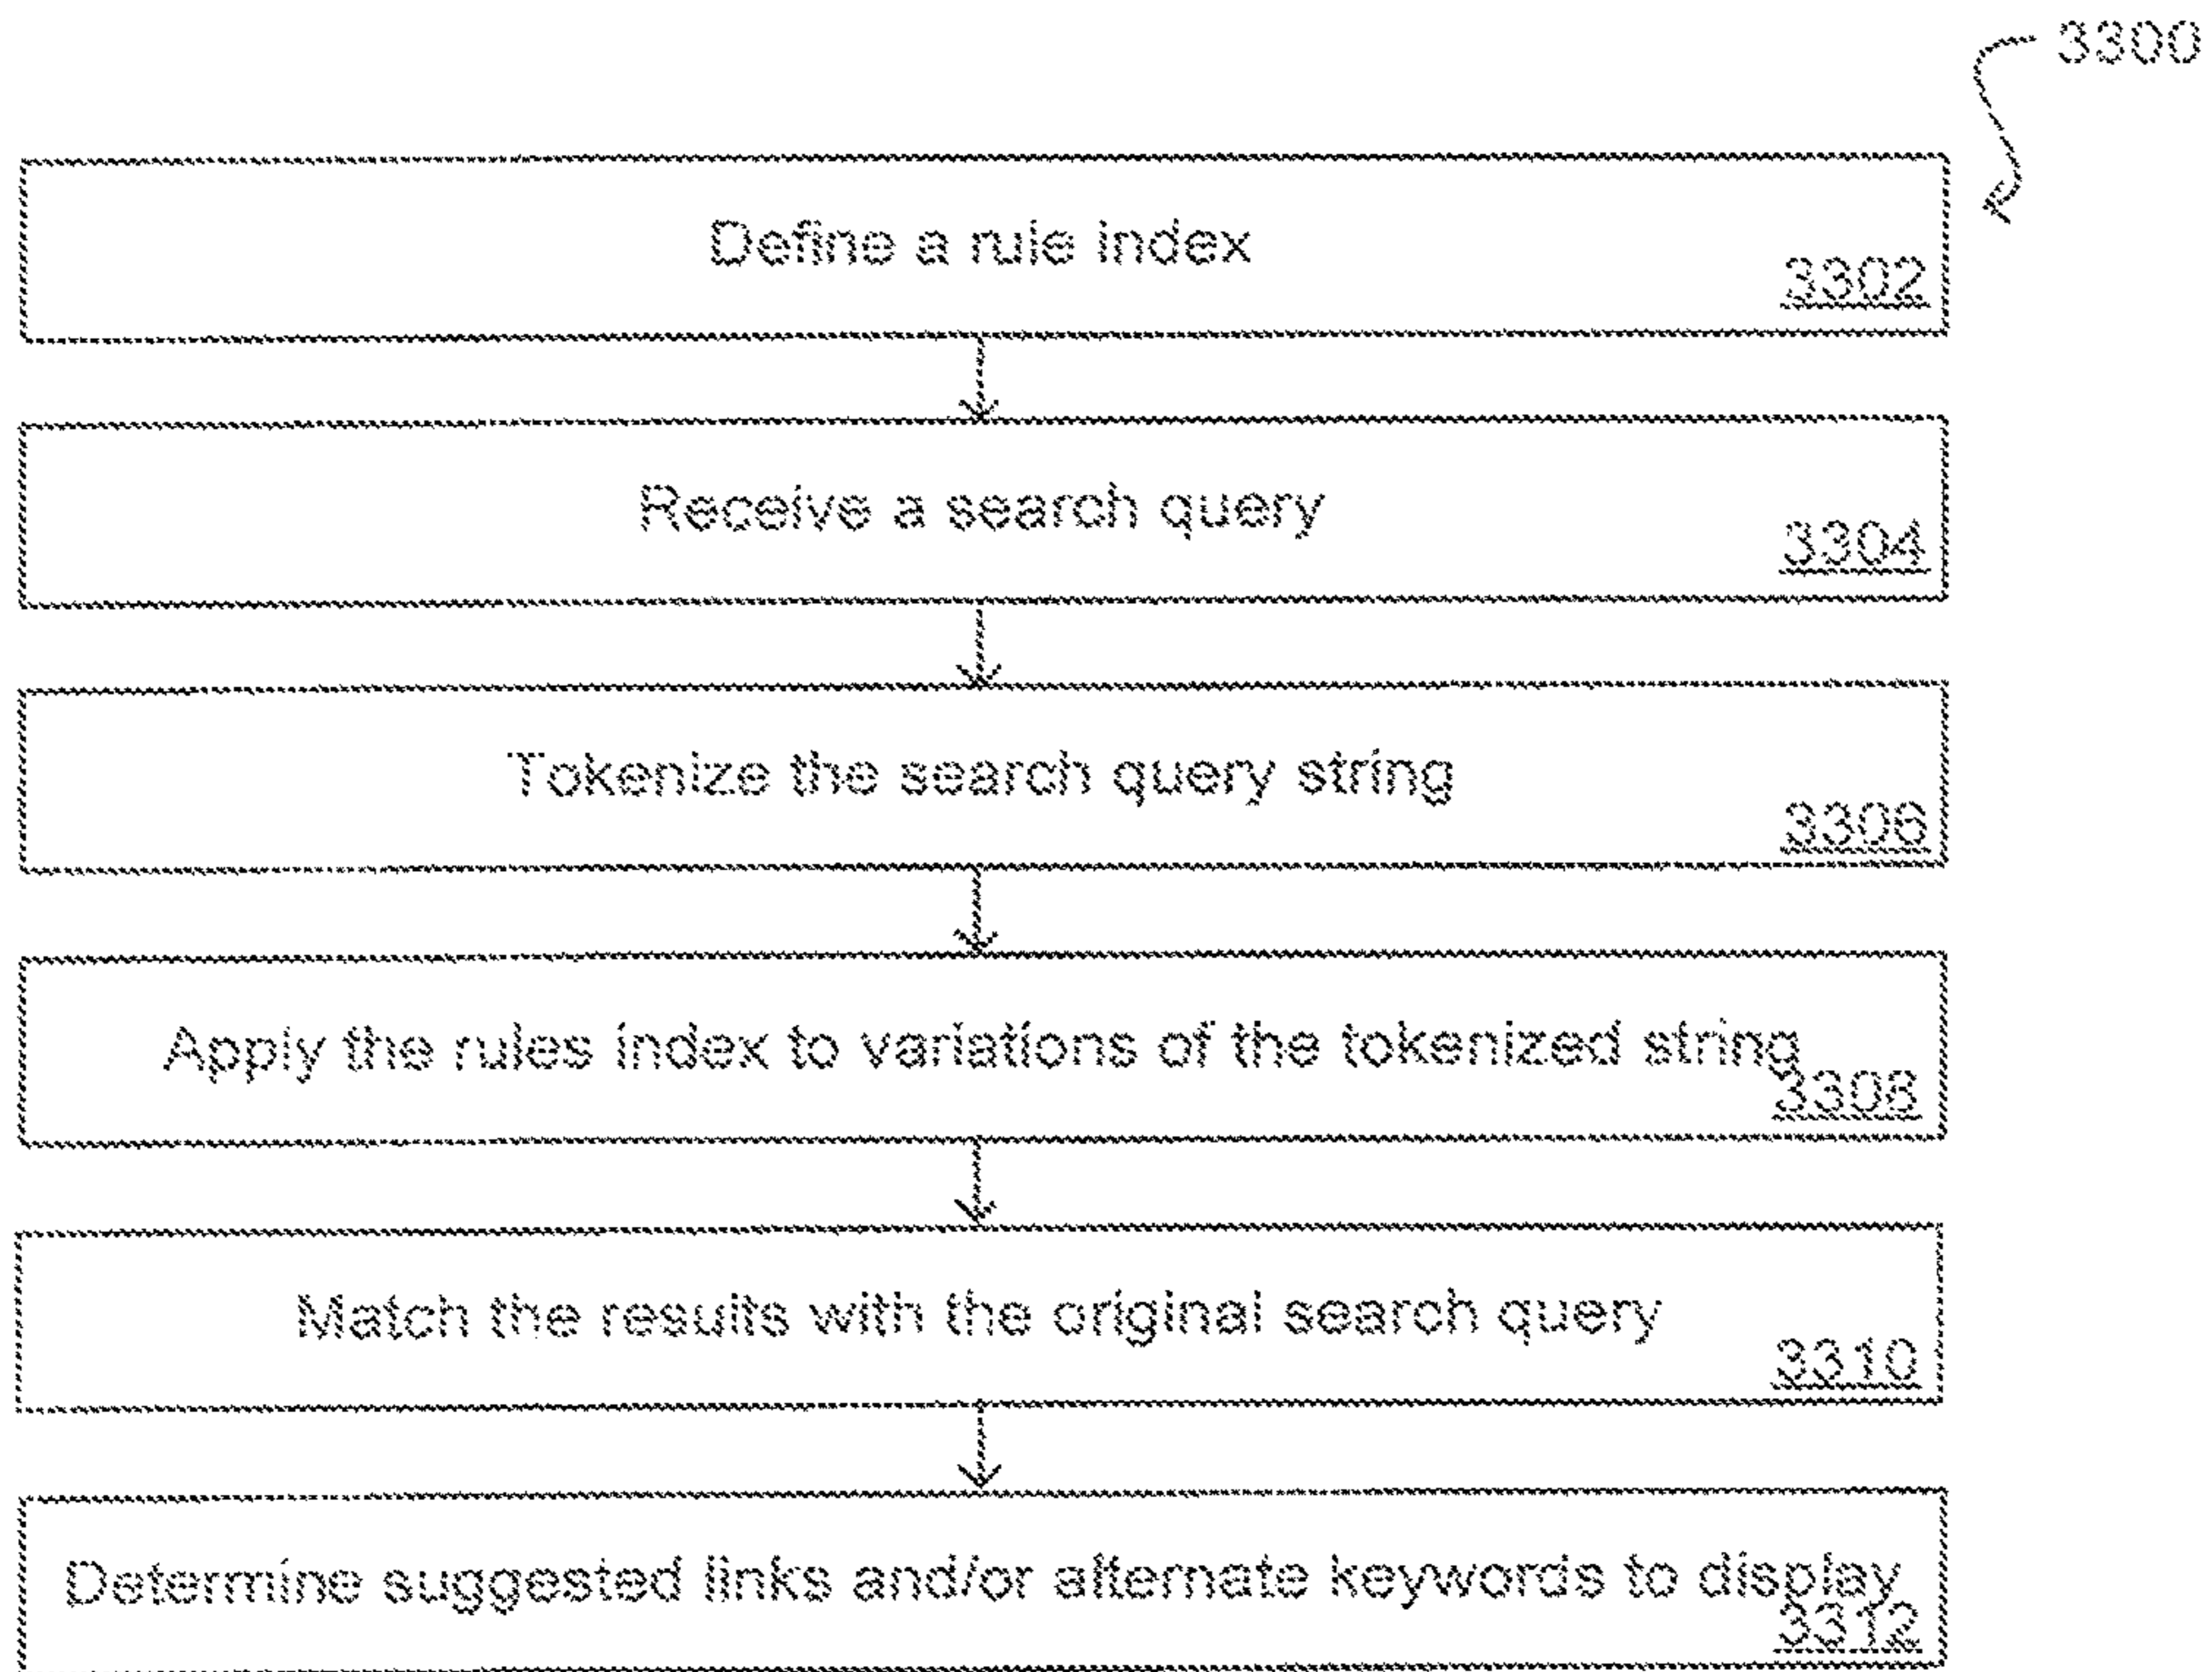 3300
Define a rule index
3302
Receive a search query
3304
Tokenize the search query string
3306
Apply the rules index to variations of the tokenized string
3308
Match the results with the original search query
3310
Determine suggested links and/or alternate keywords to display
3312